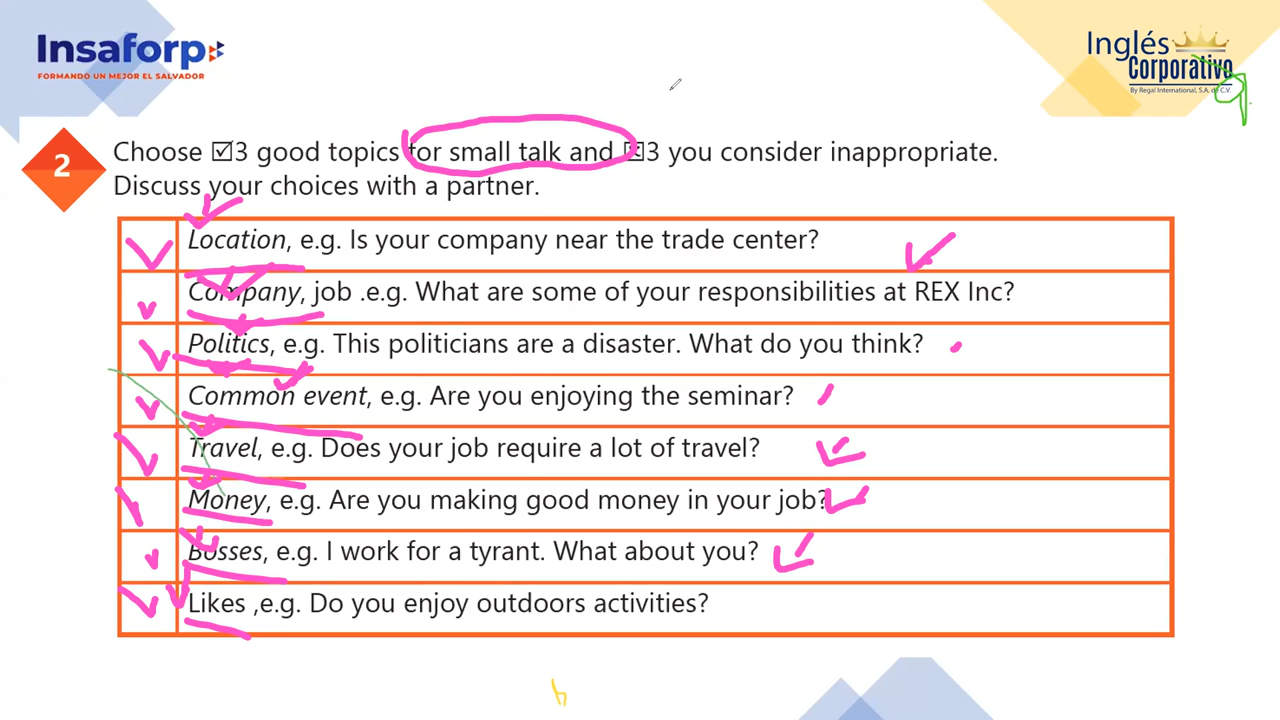 Insaforp
FORMANDO UN MEJOR EL SALVADOR
Inglés
Corporativo
By Regal International, S.A. de C.V.
2
Choose ☑3 good topics for small talk and ☒3 you consider inappropriate.
Discuss your choices with a partner.
Location, e.g. Is your company near the trade center?
Company, job .e.g. What are some of your responsibilities at REX Inc?
Politics, e.g. This politicians are a disaster. What do you think?
Common event, e.g. Are you enjoying the seminar?
Travel, e.g. Does your job require a lot of travel?
Money, e.g. Are you making good money in your job?
Bosses, e.g. I work for a tyrant. What about you?
Likes ,e.g. Do you enjoy outdoors activities?